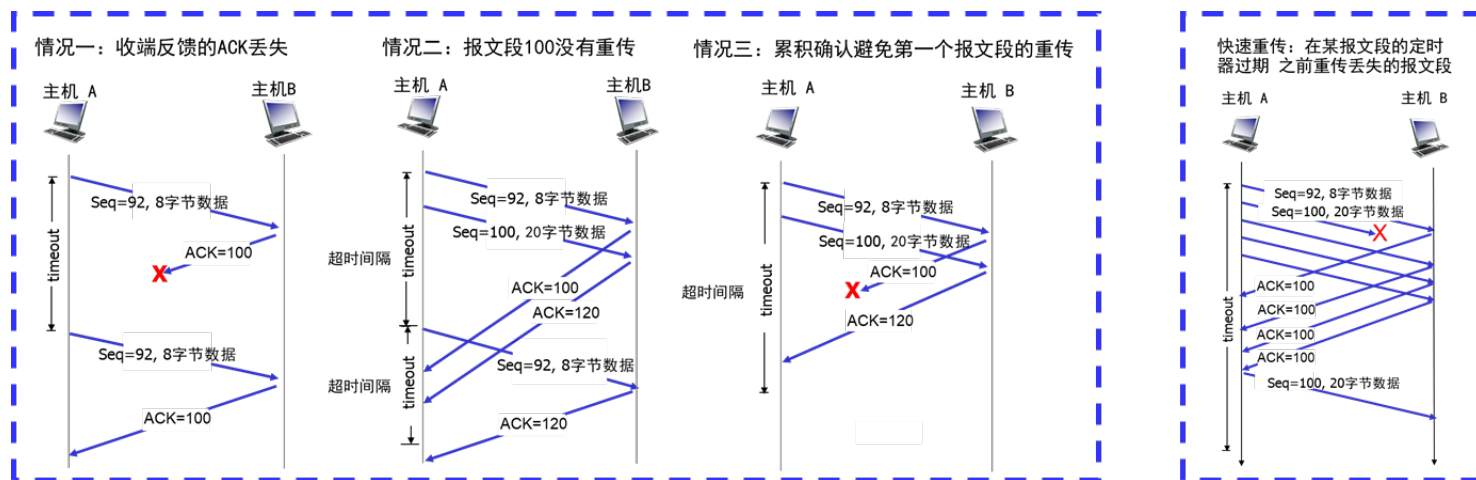 情况一：收端反馈的ACK丢失
主机 A
主机B
Seq=92, 8字节数据
ACK=100
X
timeout
Seq=92, 8字节数据
ACK=100
情况二：报文段100没有重传
主机 A
主机B
Seq=92, 8字节数据
Seq=100, 20字节数据
超时间隔
timeout
ACK=100
ACK=120
Seq=92, 8字节数据
超时间隔
timeout
ACK=120
情况三：累积确认避免第一个报文段的重传
主机 A
主机 B
Seq=92, 8字节数据
Seq=100, 20字节数据
ACK=100
X
超时间隔
timeout
ACK=120
快速重传：在某报文段的定时
器过期 之前重传丢失的报文段
主机 A
主机 B
Seq=92, 8字节数据
Seq=100, 20字节数据
X
ACK=100
ACK=100
timeout
ACK=100
ACK=100
Seq=100, 20字节数据